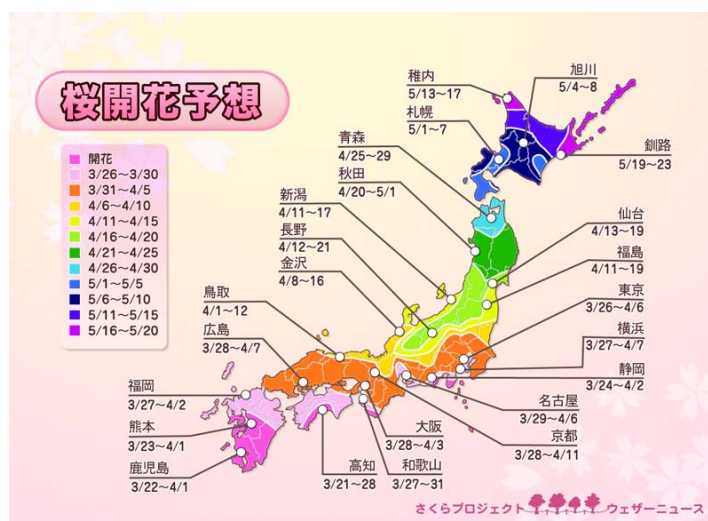 桜開花予想
開花
3/26～3/30
3/31～4/5
4/6～4/10
4/11～4/15
4/16～4/20
4/21～4/25
4/26～4/30
5/1～5/5
5/6～5/10
5/11～5/15
5/16～5/20
稚内
5/13～17
旭川
5/4～8
札幌
5/1～7
釧路
5/19～23
青森
4/25～29
秋田
4/20～5/1
新潟
4/11～17
長野
4/12～21
金沢
4/8～16
仙台
4/13～19
福島
4/11～19
東京
3/26～4/6
横浜
3/27～4/7
静岡
3/24～4/2
名古屋
3/29～4/6
京都
3/28～4/11
鳥取
4/1～12
広島
3/28～4/7
福岡
3/27～4/2
熊本
3/23～4/1
鹿児島
3/22～4/1
高知
3/21～28
和歌山
3/27～31
大阪
3/28～4/3
さくらプロジェクト ウェザーニュース